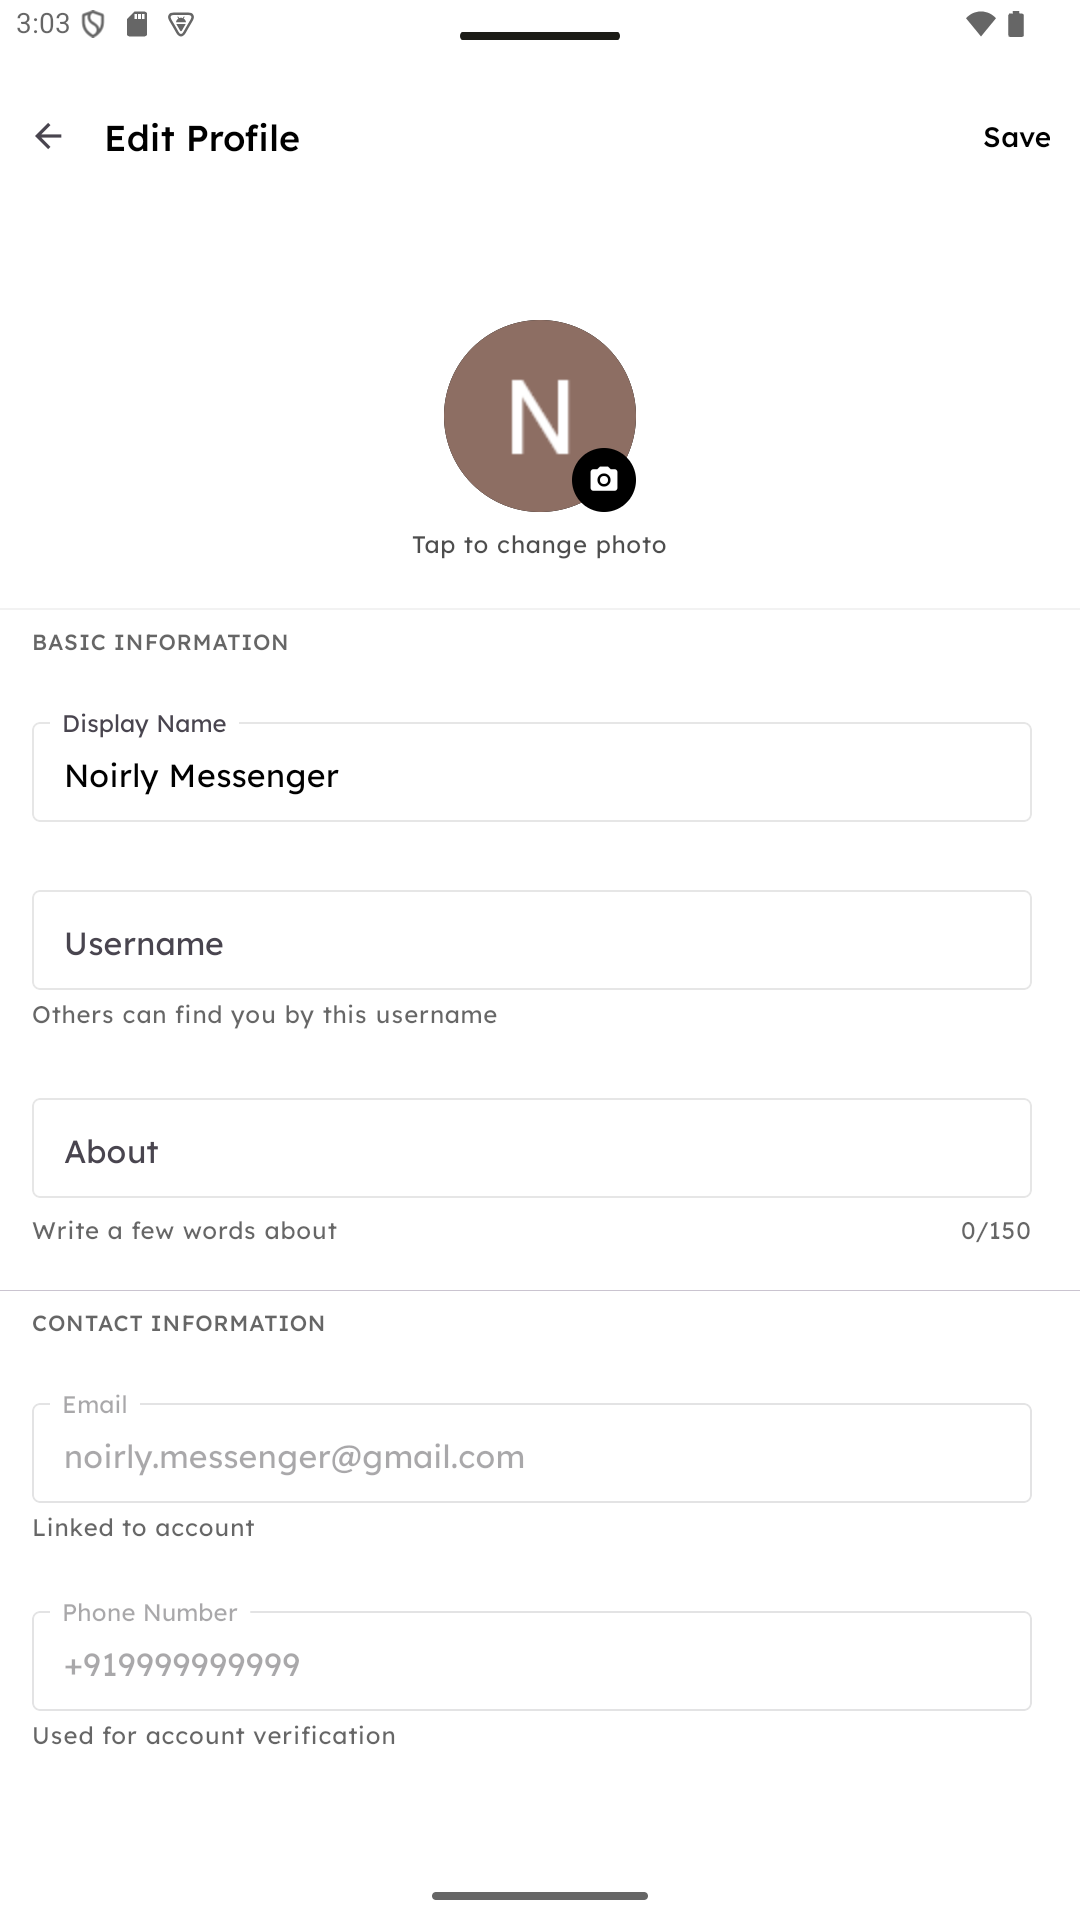 3:03
Edit Profile
Save
N
Tap to change photo
BASIC INFORMATION
Display Name
Noirly Messenger
Username
Others can find you by this username
About
Write a few words about
0/150
CONTACT INFORMATION
Email
noirly.messenger@gmail.com
Linked to account
Phone Number
+919999999999
Used for account verification